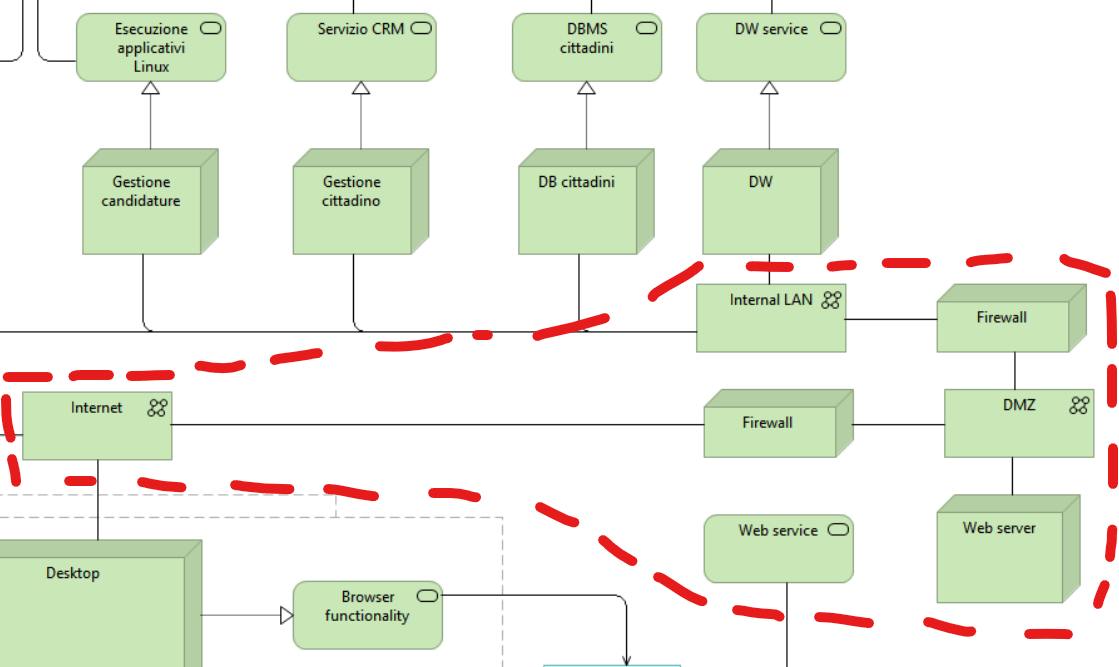 Esecuzione
applicativi
Linux
Servizio CRM
DBMS
cittadini
DW service
Gestione
candidature
Gestione
cittadino
DB cittadini
DW
Internal LAN
Firewall
Internet
Firewall
DMZ
Web service
Web server
Desktop
Browser
functionality